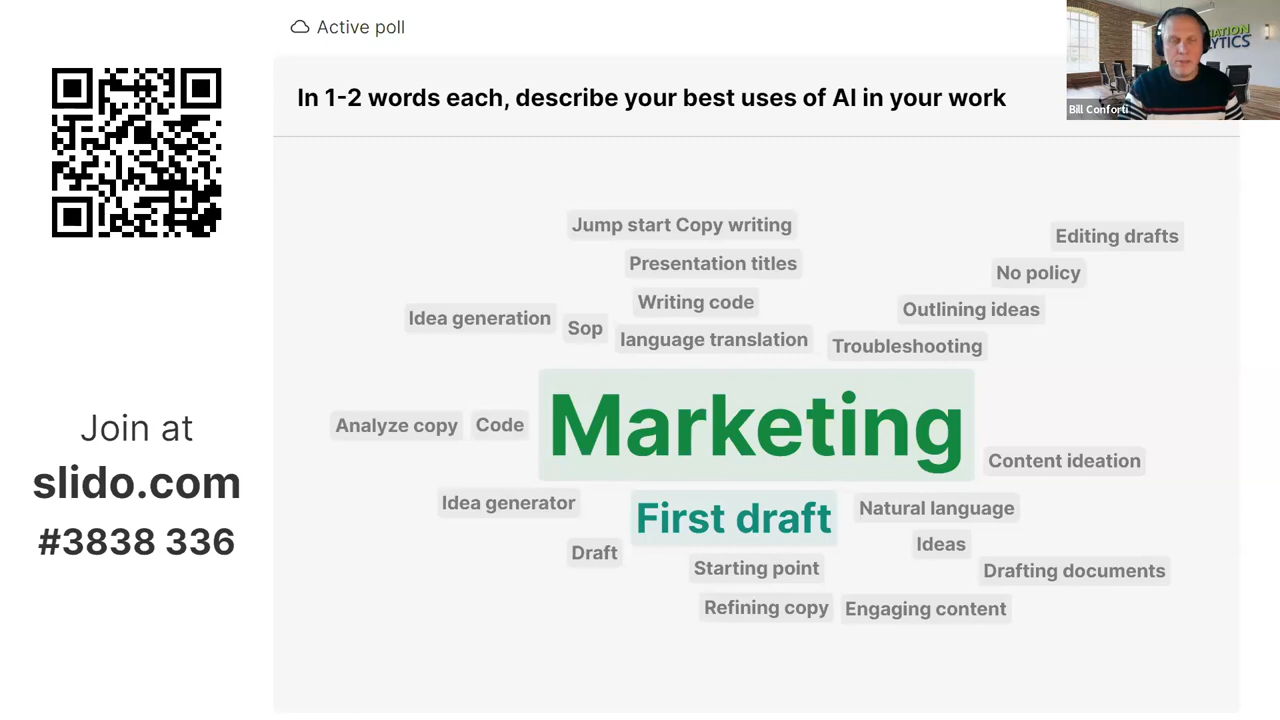 Active poll
In 1-2 words each, describe your best uses of AI in your work
Bill Conforti
Jump start Copy writing
Editing drafts
Presentation titles
No policy
Writing code
Outlining ideas
Idea generation
Sop
language translation
Troubleshooting
Marketing
Analyze copy
Code
Content ideation
Idea generator
First draft
Natural language
Draft
Ideas
Starting point
Drafting documents
Refining copy
Engaging content
Join at
slido.com
#3838 336